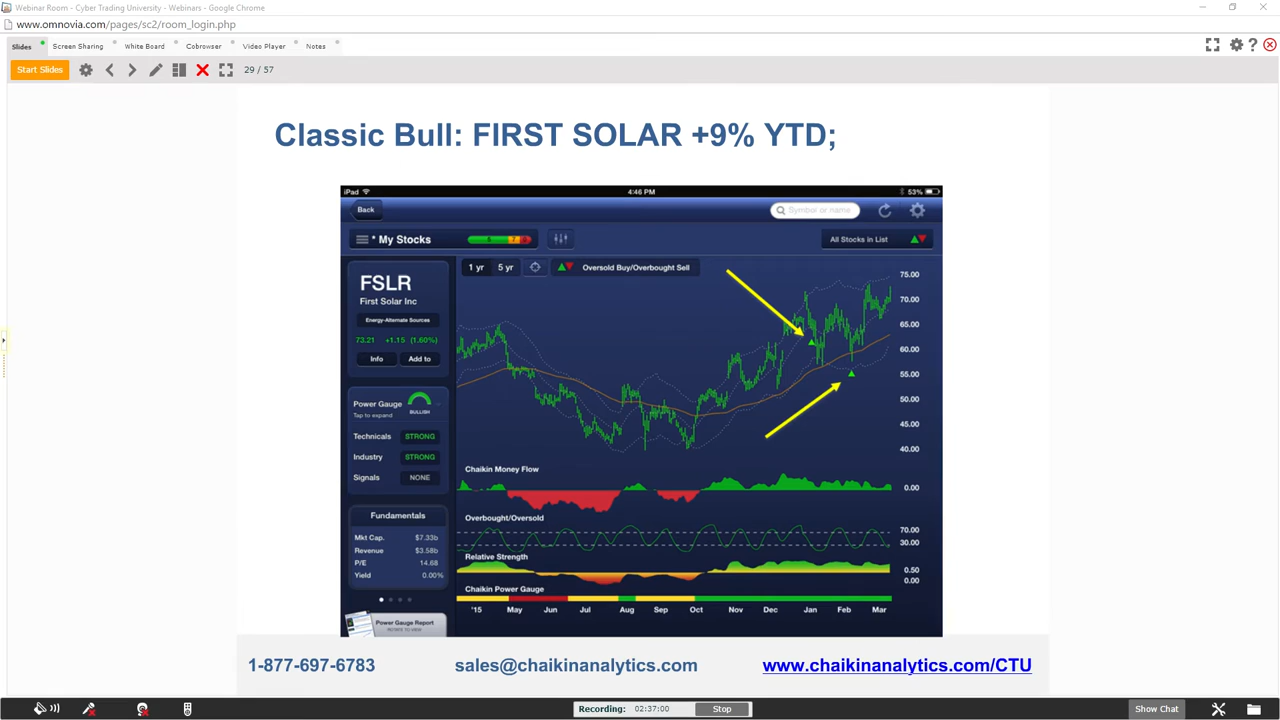 Webinar Room - Cyber Trading University - Webinars - Google Chrome
www.omnovia.com/pages/sc2/room_login.php
Slides Screen Sharing White Board Cobrowser Video Player Notes
Start Slides 29 / 57
Classic Bull: FIRST SOLAR +9% YTD;
iPad 4:46 PM 53%
Back Symbol or name
* My Stocks All Stocks in List
FSLR
First Solar Inc
Energy-Alternate Sources
73.21 +1.15 (1.60%)
Info Add to
Power Gauge
Tap to expand
BULLISH
Technicals STRONG
Industry STRONG
Signals NONE
Fundamentals
Mkt Cap. $7.33b
Revenue $3.58b
P/E 14.68
Yield 0.00%
Power Gauge Report
1 yr 5 yr Oversold Buy/Overbought Sell
75.00
70.00
65.00
60.00
55.00
50.00
45.00
40.00
Chaikin Money Flow
0.00
Overbought/Oversold
70.00
30.00
Relative Strength
0.50
0.00
Chaikin Power Gauge
'15 May Jun Jul Aug Sep Oct Nov Dec Jan Feb Mar
1-877-697-6783 sales@chaikinanalytics.com www.chaikinanalytics.com/CTU
Recording: 02:37:00 Stop Show Chat